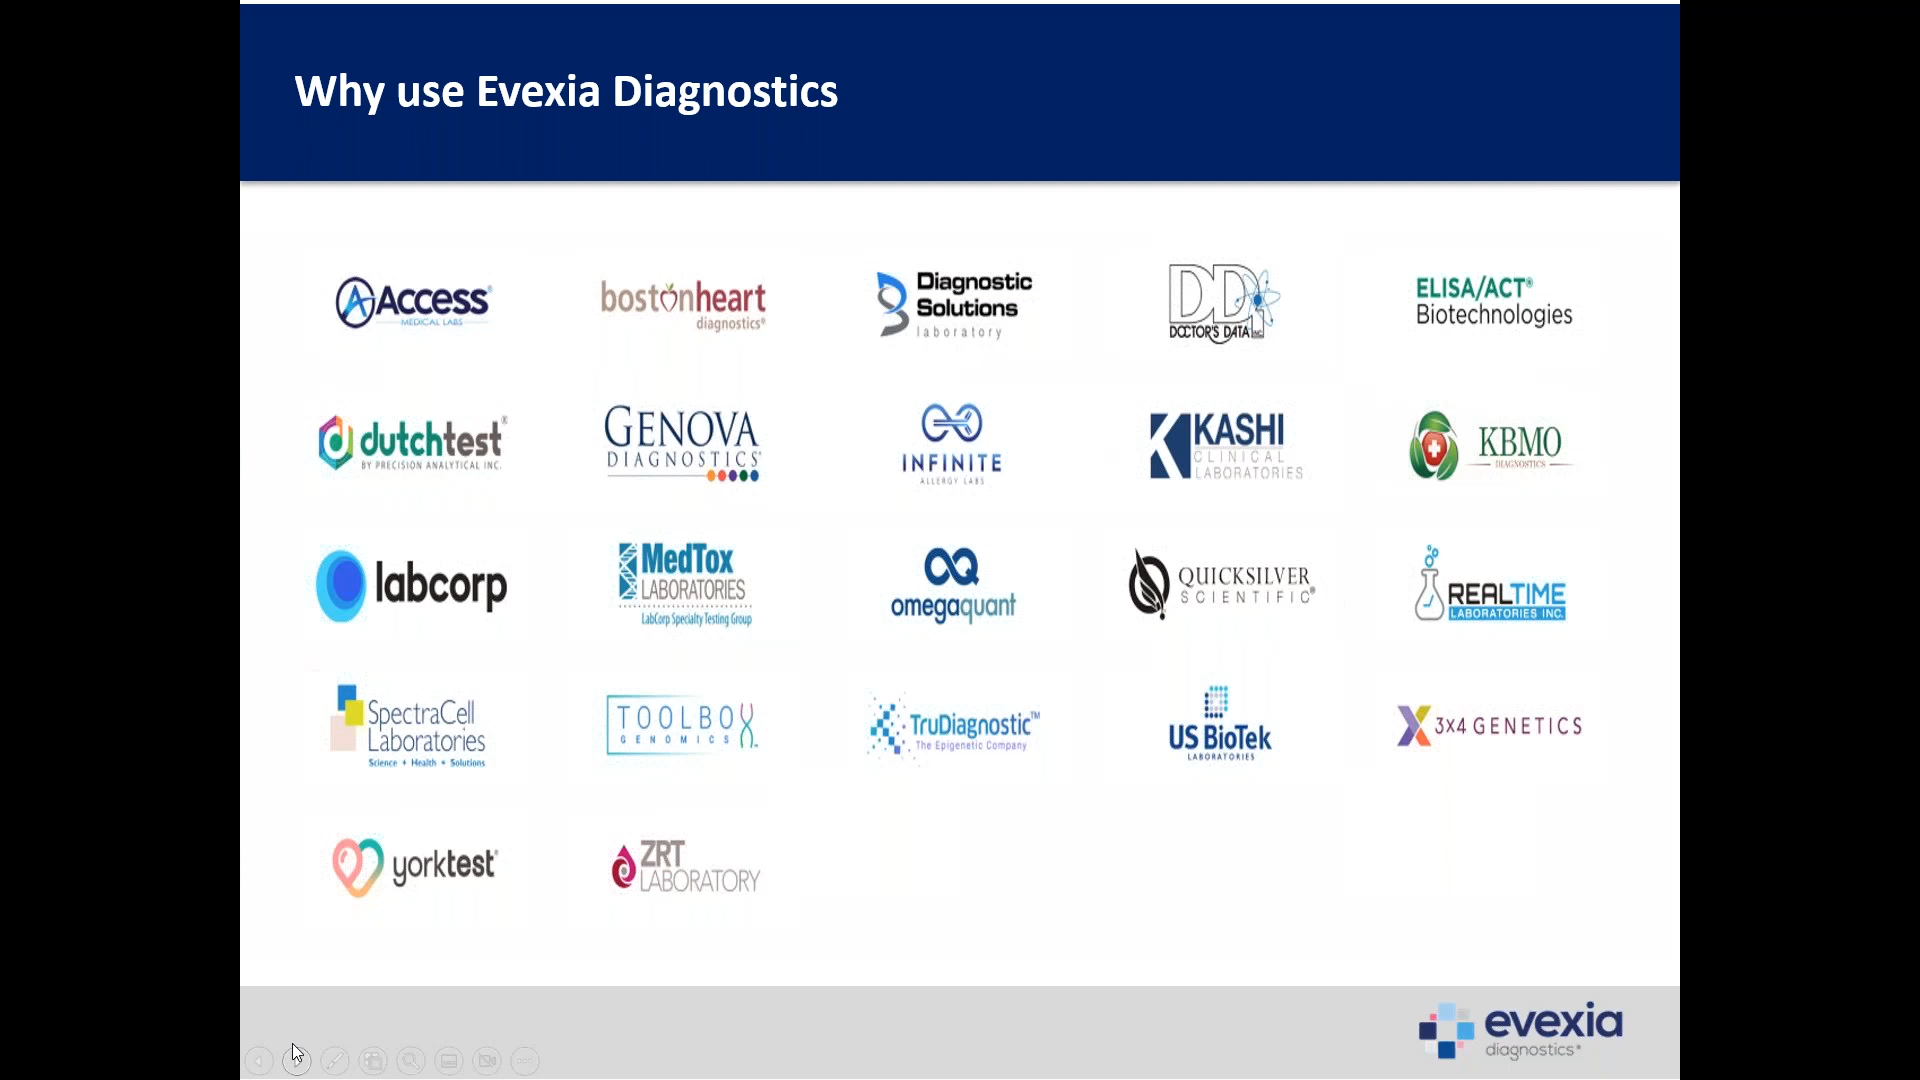 Why use Evexia Diagnostics
Access®
MEDICAL LABS
bostonheart
diagnostics®
Diagnostic
Solutions
laboratory
DDI
DOCTOR'S DATA INC.
ELISA/ACT®
Biotechnologies
dutchtest®
BY PRECISION ANALYTICAL INC.
GENOVA
DIAGNOSTICS
INFINITE
ALLERGY LABS
KASHI
CLINICAL
LABORATORIES
KBMO
DIAGNOSTICS
labcorp
MedTox
LABORATORIES
LabCorp Specialty Testing Group
omegaquant
QUICKSILVER
SCIENTIFIC®
REALTIME
LABORATORIES INC.
SpectraCell
Laboratories
Science + Health + Solutions
TOOLBOX
GENOMICS
TruDiagnostic™
The Epigenetic Company
US BioTek
LABORATORIES
3x4 GENETICS
yorktest®
ZRT
LABORATORY
evexia
diagnostics®